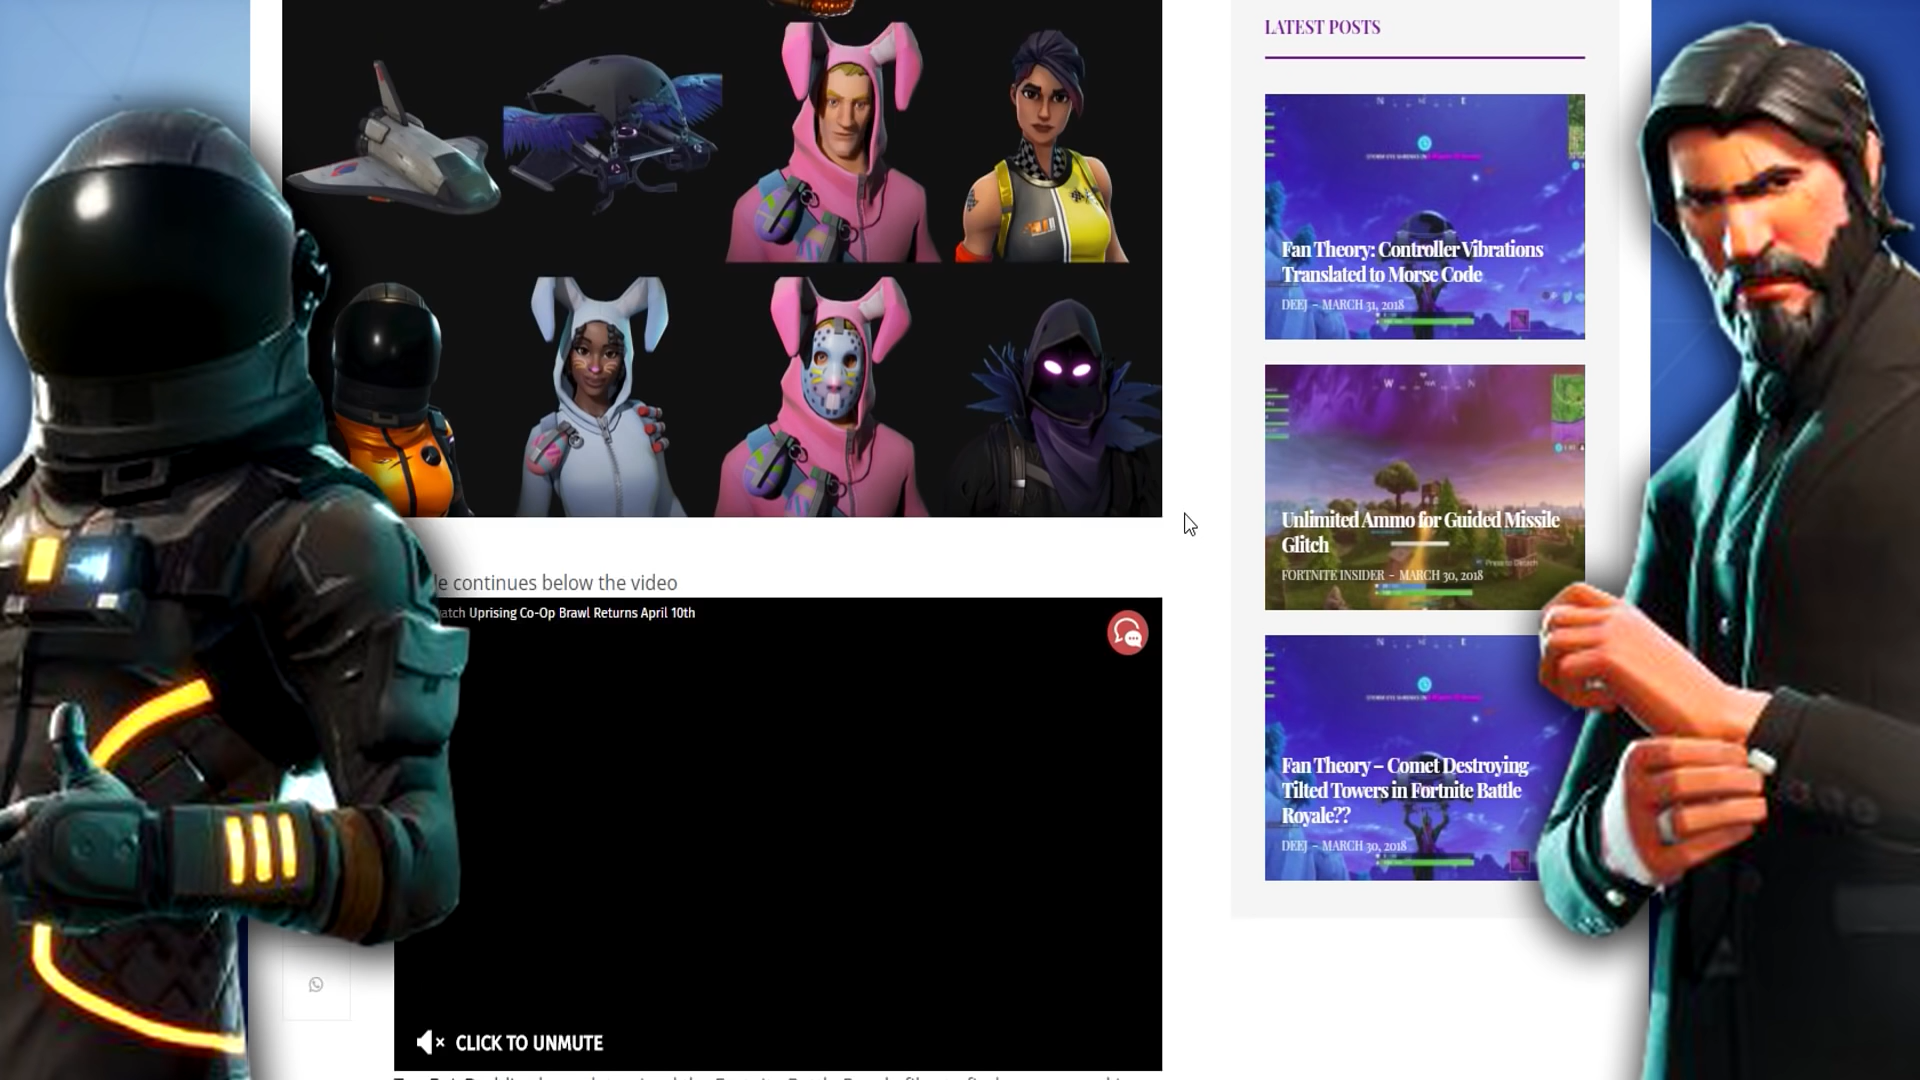 LATEST POSTS
N
E
Fan Theory: Controller Vibrations
Translated to Morse Code
DEEJ – MARCH 31, 2018
W
N
Unlimited Ammo for Guided Missile
Glitch
FORTNITE INSIDER – MARCH 30, 2018
N
E
Fan Theory – Comet Destroying
Tilted Towers in Fortnite Battle
Royale??
DEEJ – MARCH 30, 2018
le continues below the video
atch Uprising Co-Op Brawl Returns April 10th
CLICK TO UNMUTE